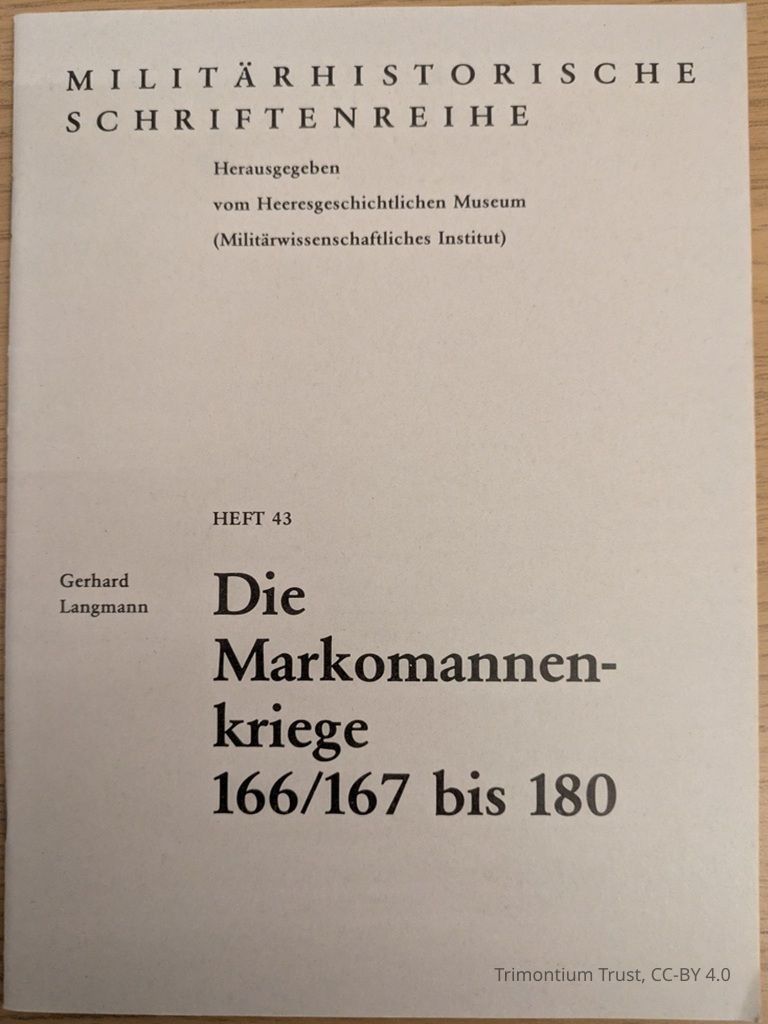 MILITÄRHISTORISCHE
SCHRIFTENREIHE
Herausgegeben
vom Heeresgeschichtlichen Museum
(Militärwissenschaftliches Institut)
HEFT 43
Gerhard
Langmann
Die
Markomannen-
kriege
166/167 bis 180
Trimontium Trust, CC-BY 4.0